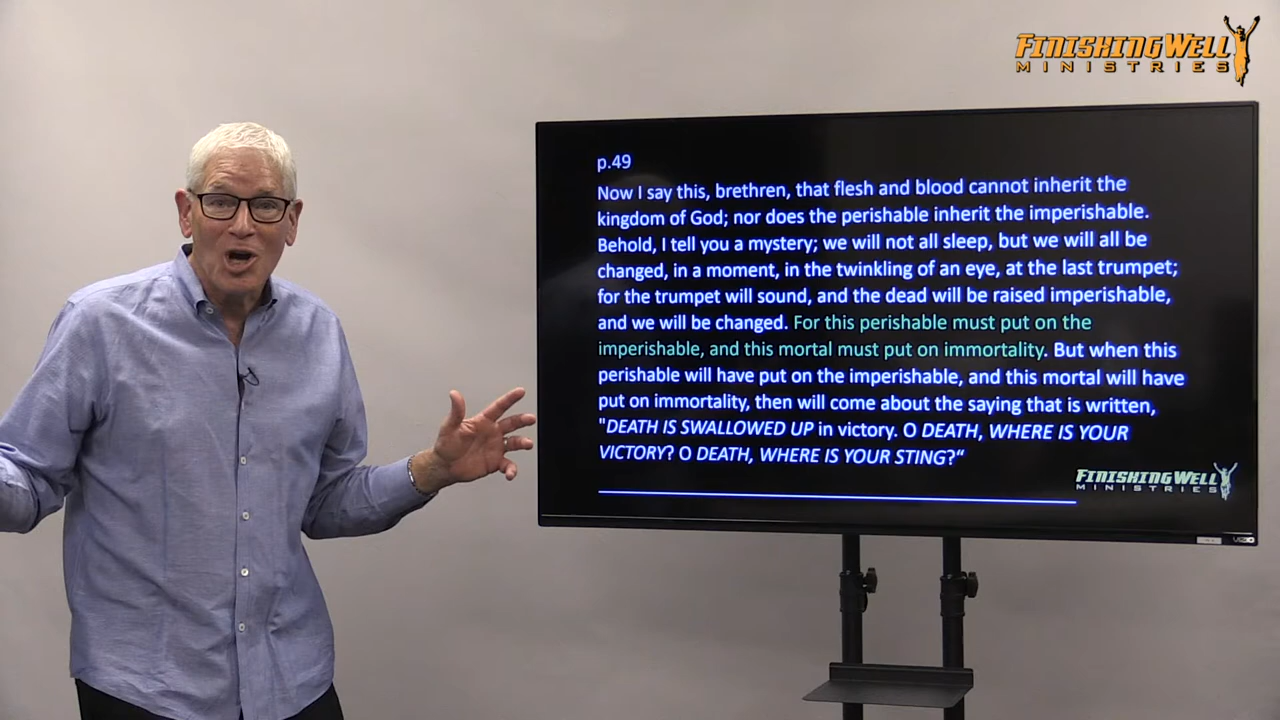 FINISHINGWELL
MINISTRIES
p.49
Now I say this, brethren, that flesh and blood cannot inherit the
kingdom of God; nor does the perishable inherit the imperishable.
Behold, I tell you a mystery; we will not all sleep, but we will all be
changed, in a moment, in the twinkling of an eye, at the last trumpet;
for the trumpet will sound, and the dead will be raised imperishable,
and we will be changed. For this perishable must put on the
imperishable, and this mortal must put on immortality. But when this
perishable will have put on the imperishable, and this mortal will have
put on immortality, then will come about the saying that is written,
"DEATH IS SWALLOWED UP in victory. O DEATH, WHERE IS YOUR
VICTORY? O DEATH, WHERE IS YOUR STING?“
FINISHINGWELL
MINISTRIES
VIZIO